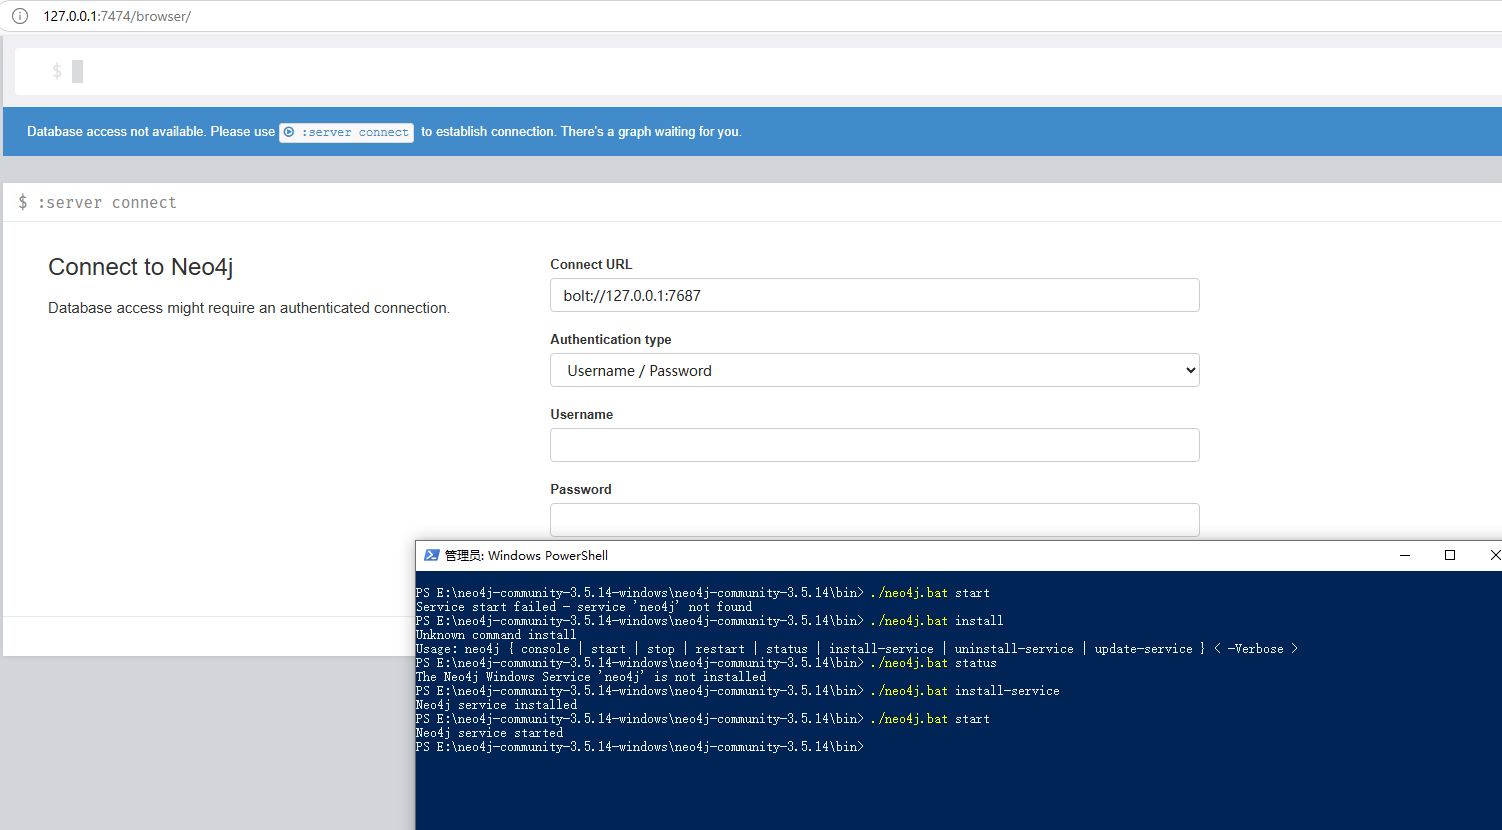 127.0.0.1:7474/browser/
$
Database access not available. Please use :server connect to establish connection. There's a graph waiting for you.
$ :server connect
Connect to Neo4j
Database access might require an authenticated connection.
Connect URL
bolt://127.0.0.1:7687
Authentication type
Username / Password
Username
Password
管理员: Windows PowerShell
PS E:\neo4j-community-3.5.14-windows\neo4j-community-3.5.14\bin> ./neo4j.bat start
Service start failed - service 'neo4j' not found
PS E:\neo4j-community-3.5.14-windows\neo4j-community-3.5.14\bin> ./neo4j.bat install
Unknown command install
Usage: neo4j { console | start | stop | restart | status | install-service | uninstall-service | update-service } < -Verbose >
PS E:\neo4j-community-3.5.14-windows\neo4j-community-3.5.14\bin> ./neo4j.bat status
The Neo4j Windows Service 'neo4j' is not installed
PS E:\neo4j-community-3.5.14-windows\neo4j-community-3.5.14\bin> ./neo4j.bat install-service
Neo4j service installed
PS E:\neo4j-community-3.5.14-windows\neo4j-community-3.5.14\bin> ./neo4j.bat start
Neo4j service started
PS E:\neo4j-community-3.5.14-windows\neo4j-community-3.5.14\bin>